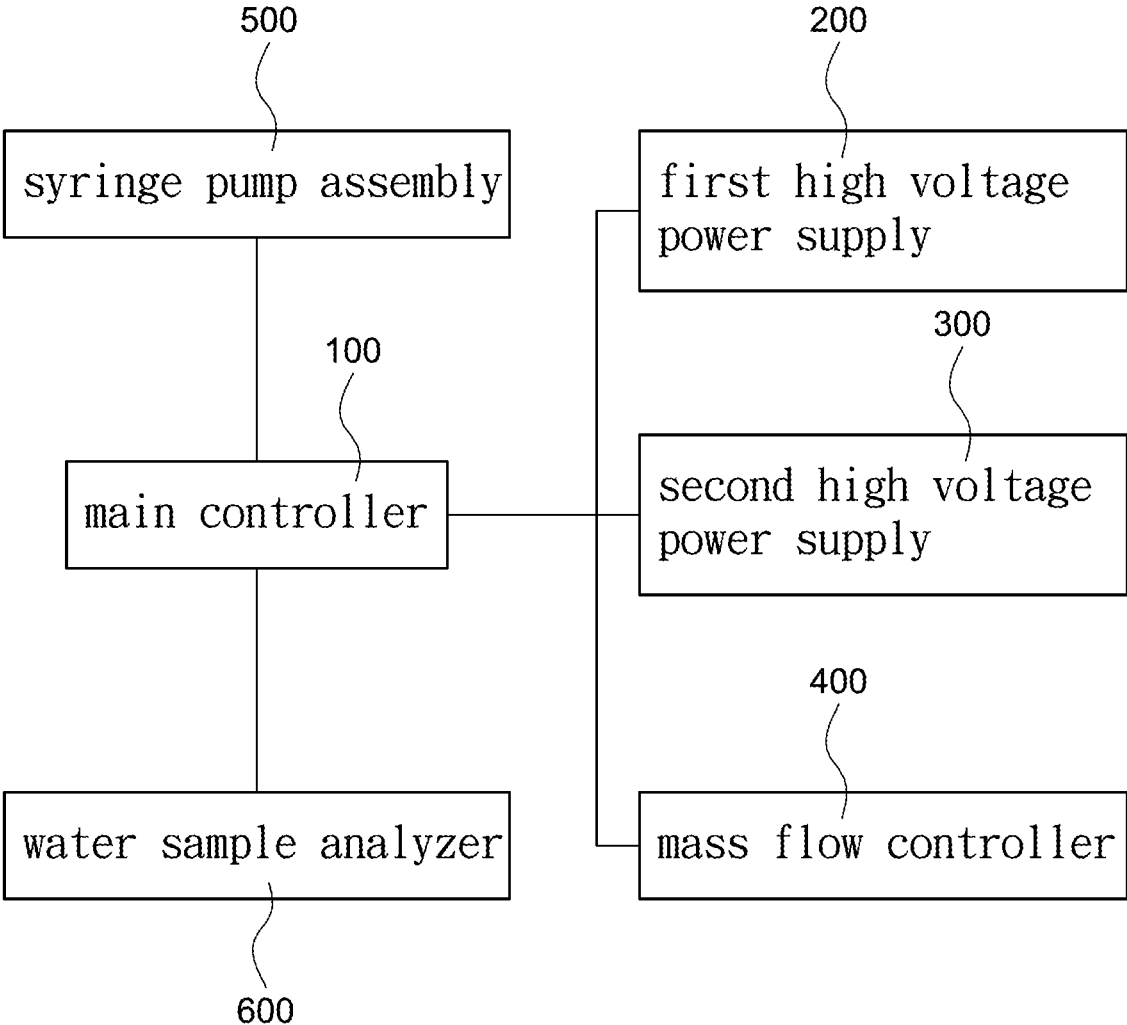 500
200
syringe pump assembly
first high voltage
power supply
300
100
second high voltage
power supply
main controller
400
water sample analyzer
mass flow controller
600